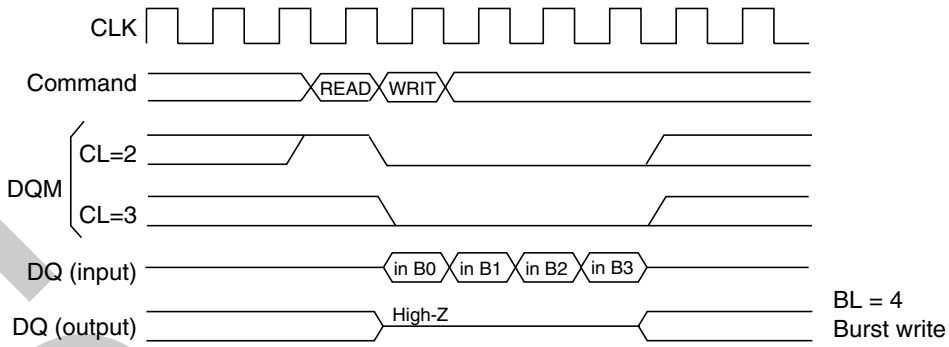 CLK
Command
READ WRIT
DQM
CL=2
CL=3
DQ (input)
in B0 in B1 in B2 in B3
DQ (output)
High-Z
BL = 4
Burst write